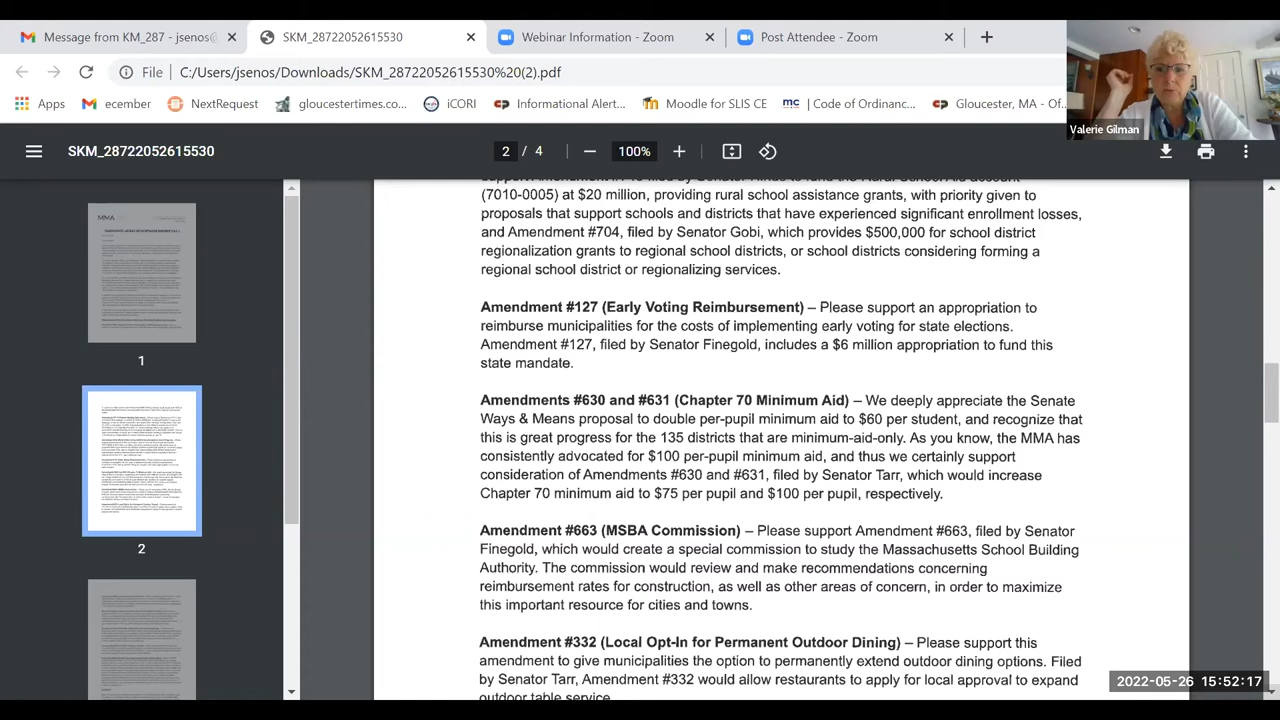 Message from KM_287 - jsenos@
SKM_28722052615530
Webinar Information - Zoom
Post Attendee - Zoom
File
C:/Users/jsenos/Downloads/SKM_28722052615530%20(2).pdf
Apps
ecember
NextRequest
gloucestertimes.co...
iCORI
Informational Alert...
Moodle for LIS CE
mc
| Code of Ordinanc...
Gloucester, MA - Of...
Valerie Gilman
SKM_28722052615530
2 / 4
100%
MMA
1
2
(7010-0005) at $20 million, providing rural school assistance grants, with priority given to
proposals at support schools and districts that have experienced significant enrollment losses,
and Amendment #704, filed by Senator Gobi, which provides $500,000 for school district
regionalization grants to regional school districts, or school districts considering forming a
regional school district or regionalizing services.
Amendment #127 (Early Voting Reimbursement) – Please support an appropriation to
reimburse municipalities for the costs of implementing early voting for state elections.
Amendment #127, filed by Senator Finegold, includes a $6 million appropriation to fund this
state mandate.
Amendments #630 and #631 (Chapter 70 Minimum Aid) – We deeply appreciate the Senate
Ways & Means proposal to double per-pupil minimum aid to $60 per student, and recognize that
this is great progress for the 135 districts that are minimum-aid only. As you know, the MMA has
consistently advocated for $100 per-pupil minimum aid, and thus we certainly support
consideration of Amendments #630 and #631, filed by Senator Tarr, which would increase
Chapter 70 minimum aid to $75 per pupil and $100 per pupil, respectively.
Amendment #663 (MSBA Commission) – Please support Amendment #663, filed by Senator
Finegold, which would create a special commission to study the Massachusetts School Building
Authority. The commission would review and make recommendations concerning
reimbursement rates for construction, as well as other areas of concern, in order to maximize
this important resource for cities and towns.
Amendment #332 (Local Opt-In for Permanent Outdoor Dining) – Please support this
amendment to give municipalities the option to permanently extend outdoor dining options. Filed
by Senator Tarr, Amendment #332 would allow restaurants to apply for local approval to expand
outdoor table service.
2022-05-26 15:52:17